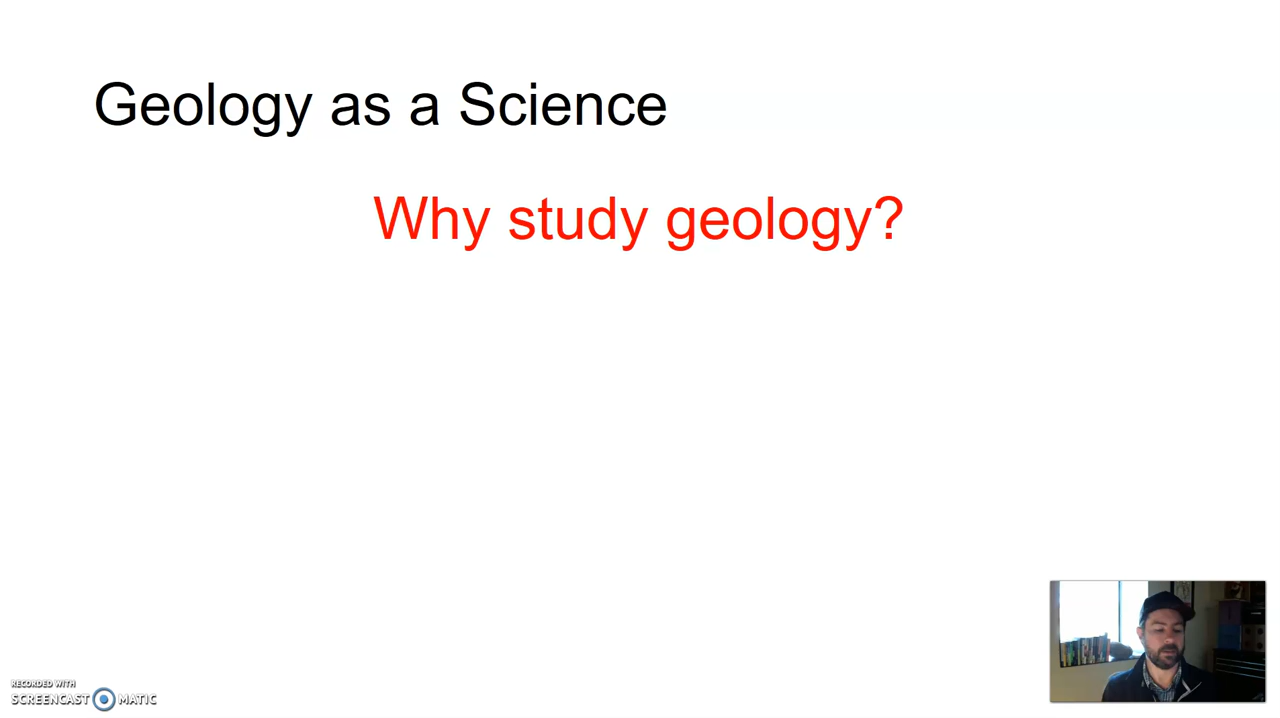 Geology as a Science
Why study geology?
RECORDED WITH
SCREENCAST MATIC